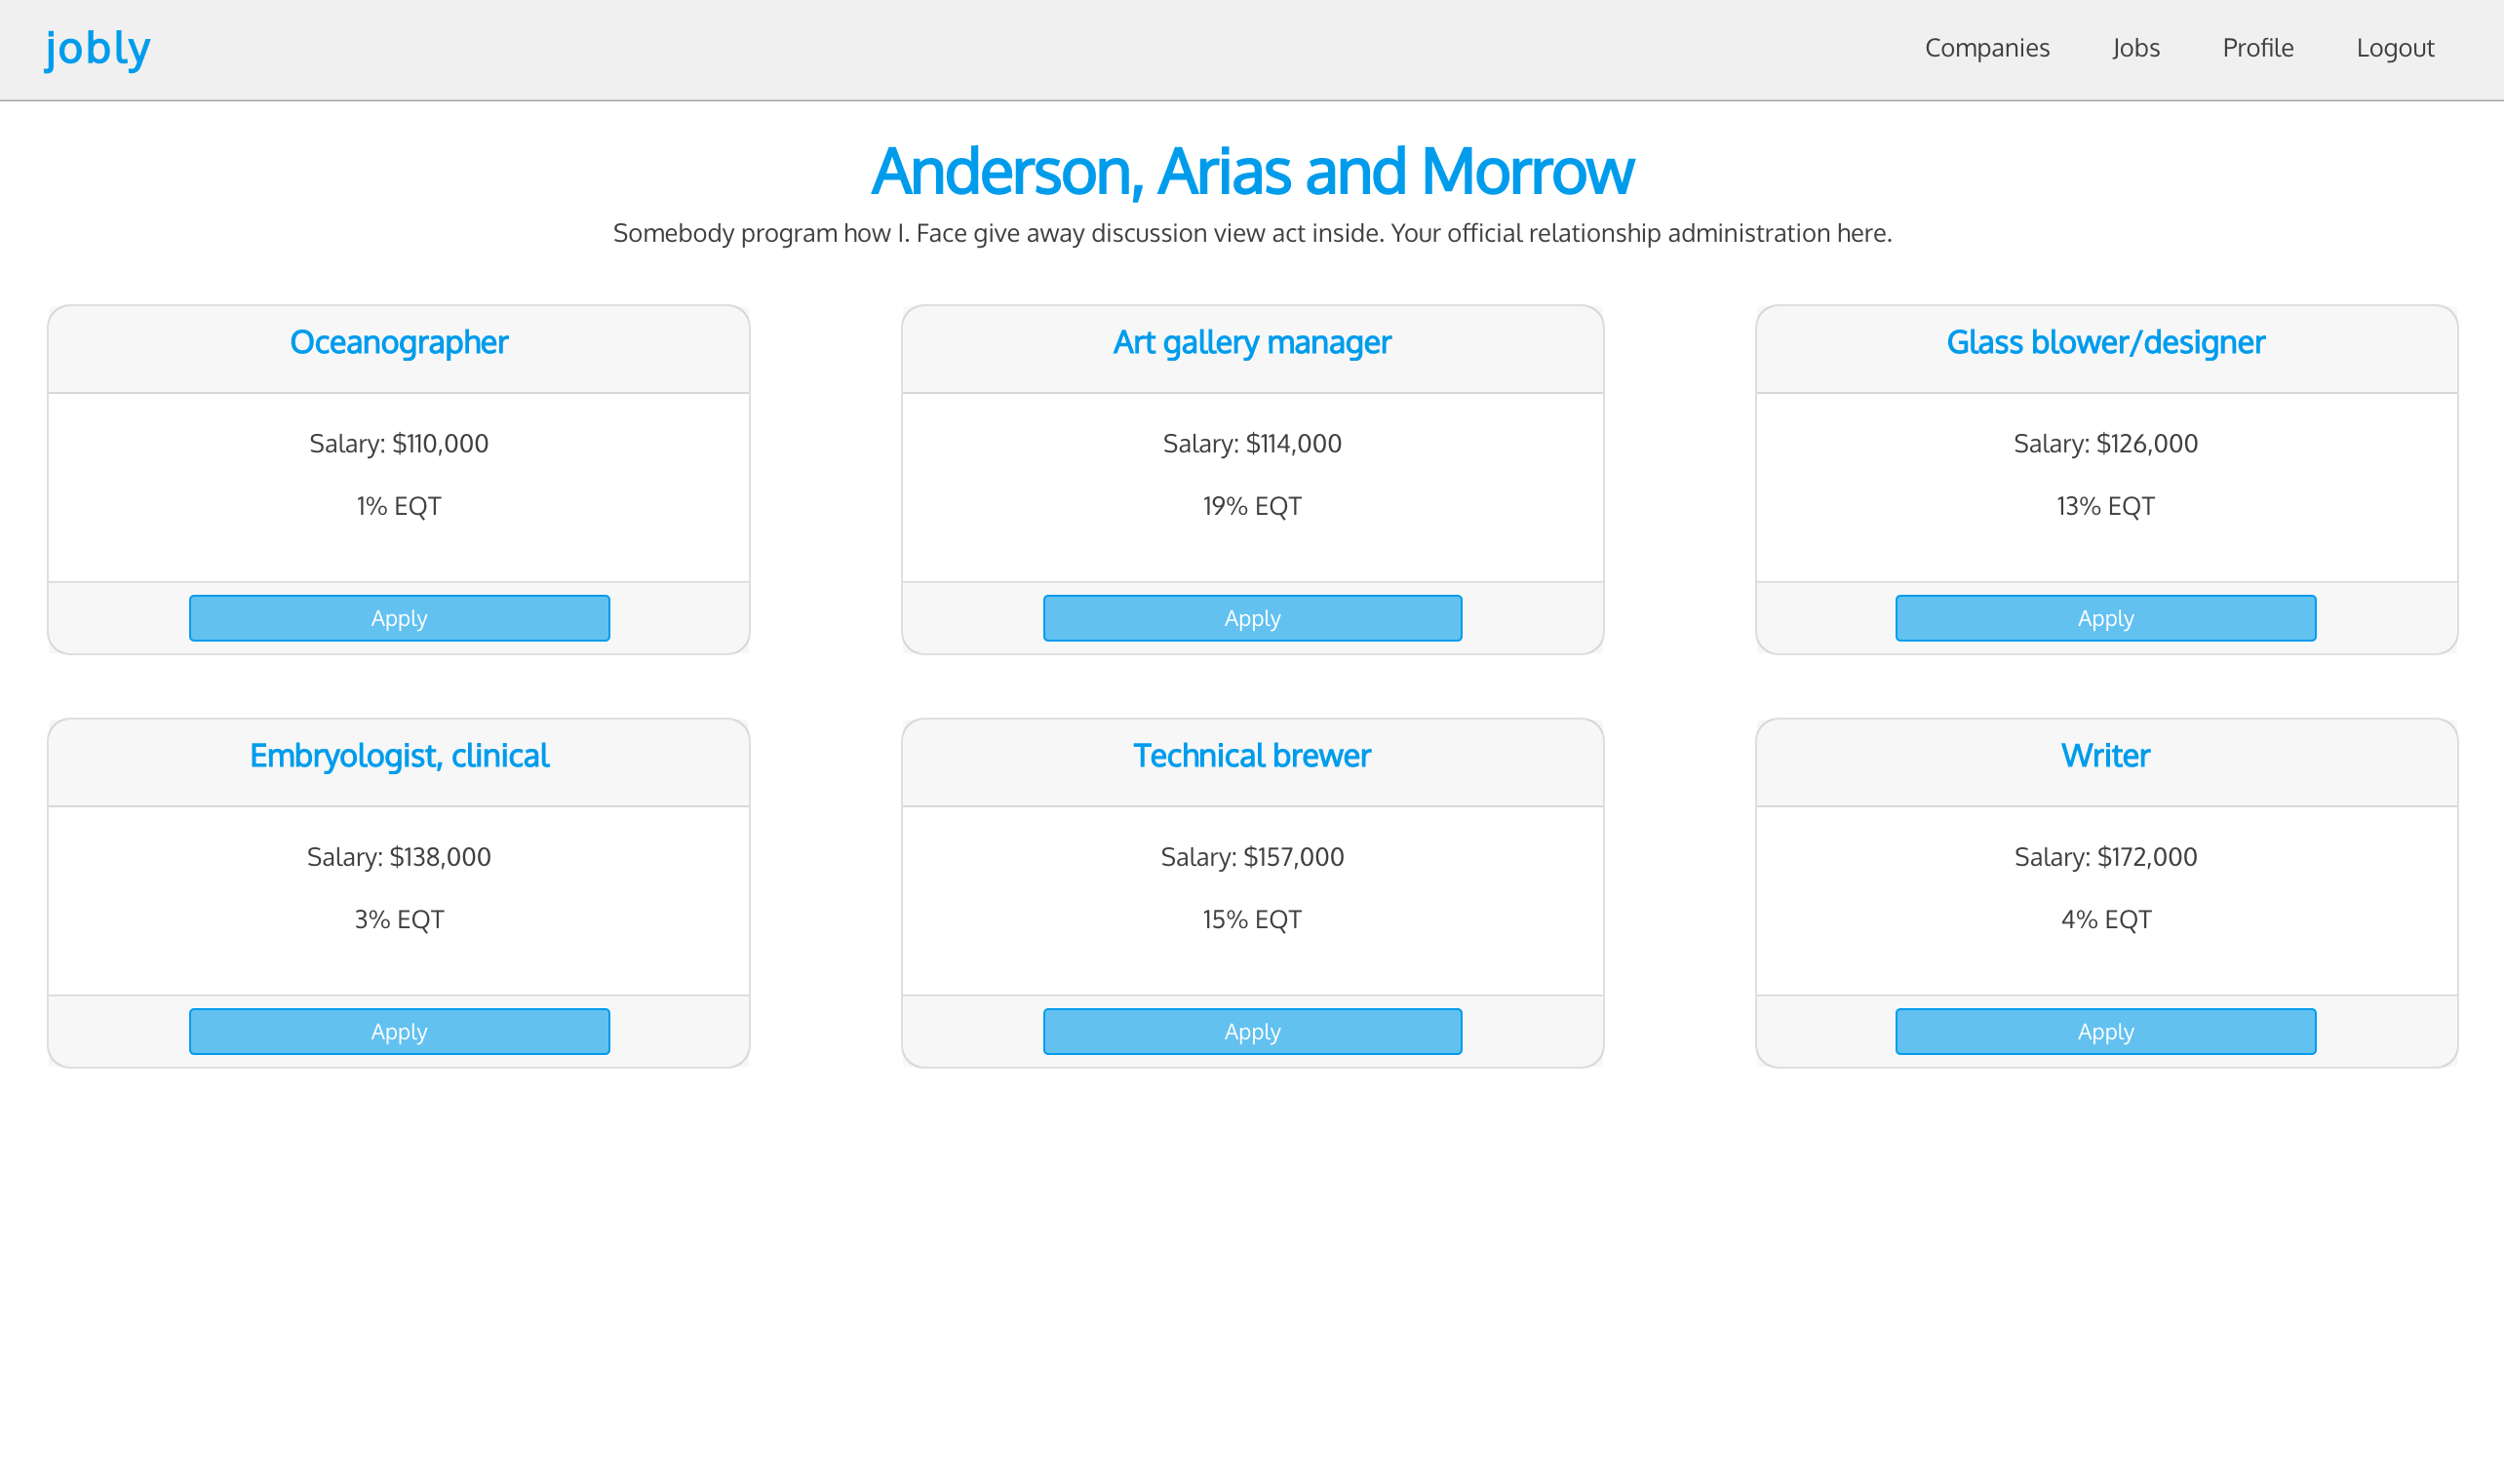 jobly
Companies Jobs Profile Logout
Anderson, Arias and Morrow
Somebody program how I. Face give away discussion view act inside. Your official relationship administration here.
Oceanographer
Salary: $110,000
1% EQT
Apply
Art gallery manager
Salary: $114,000
19% EQT
Apply
Glass blower/designer
Salary: $126,000
13% EQT
Apply
Embryologist, clinical
Salary: $138,000
3% EQT
Apply
Technical brewer
Salary: $157,000
15% EQT
Apply
Writer
Salary: $172,000
4% EQT
Apply